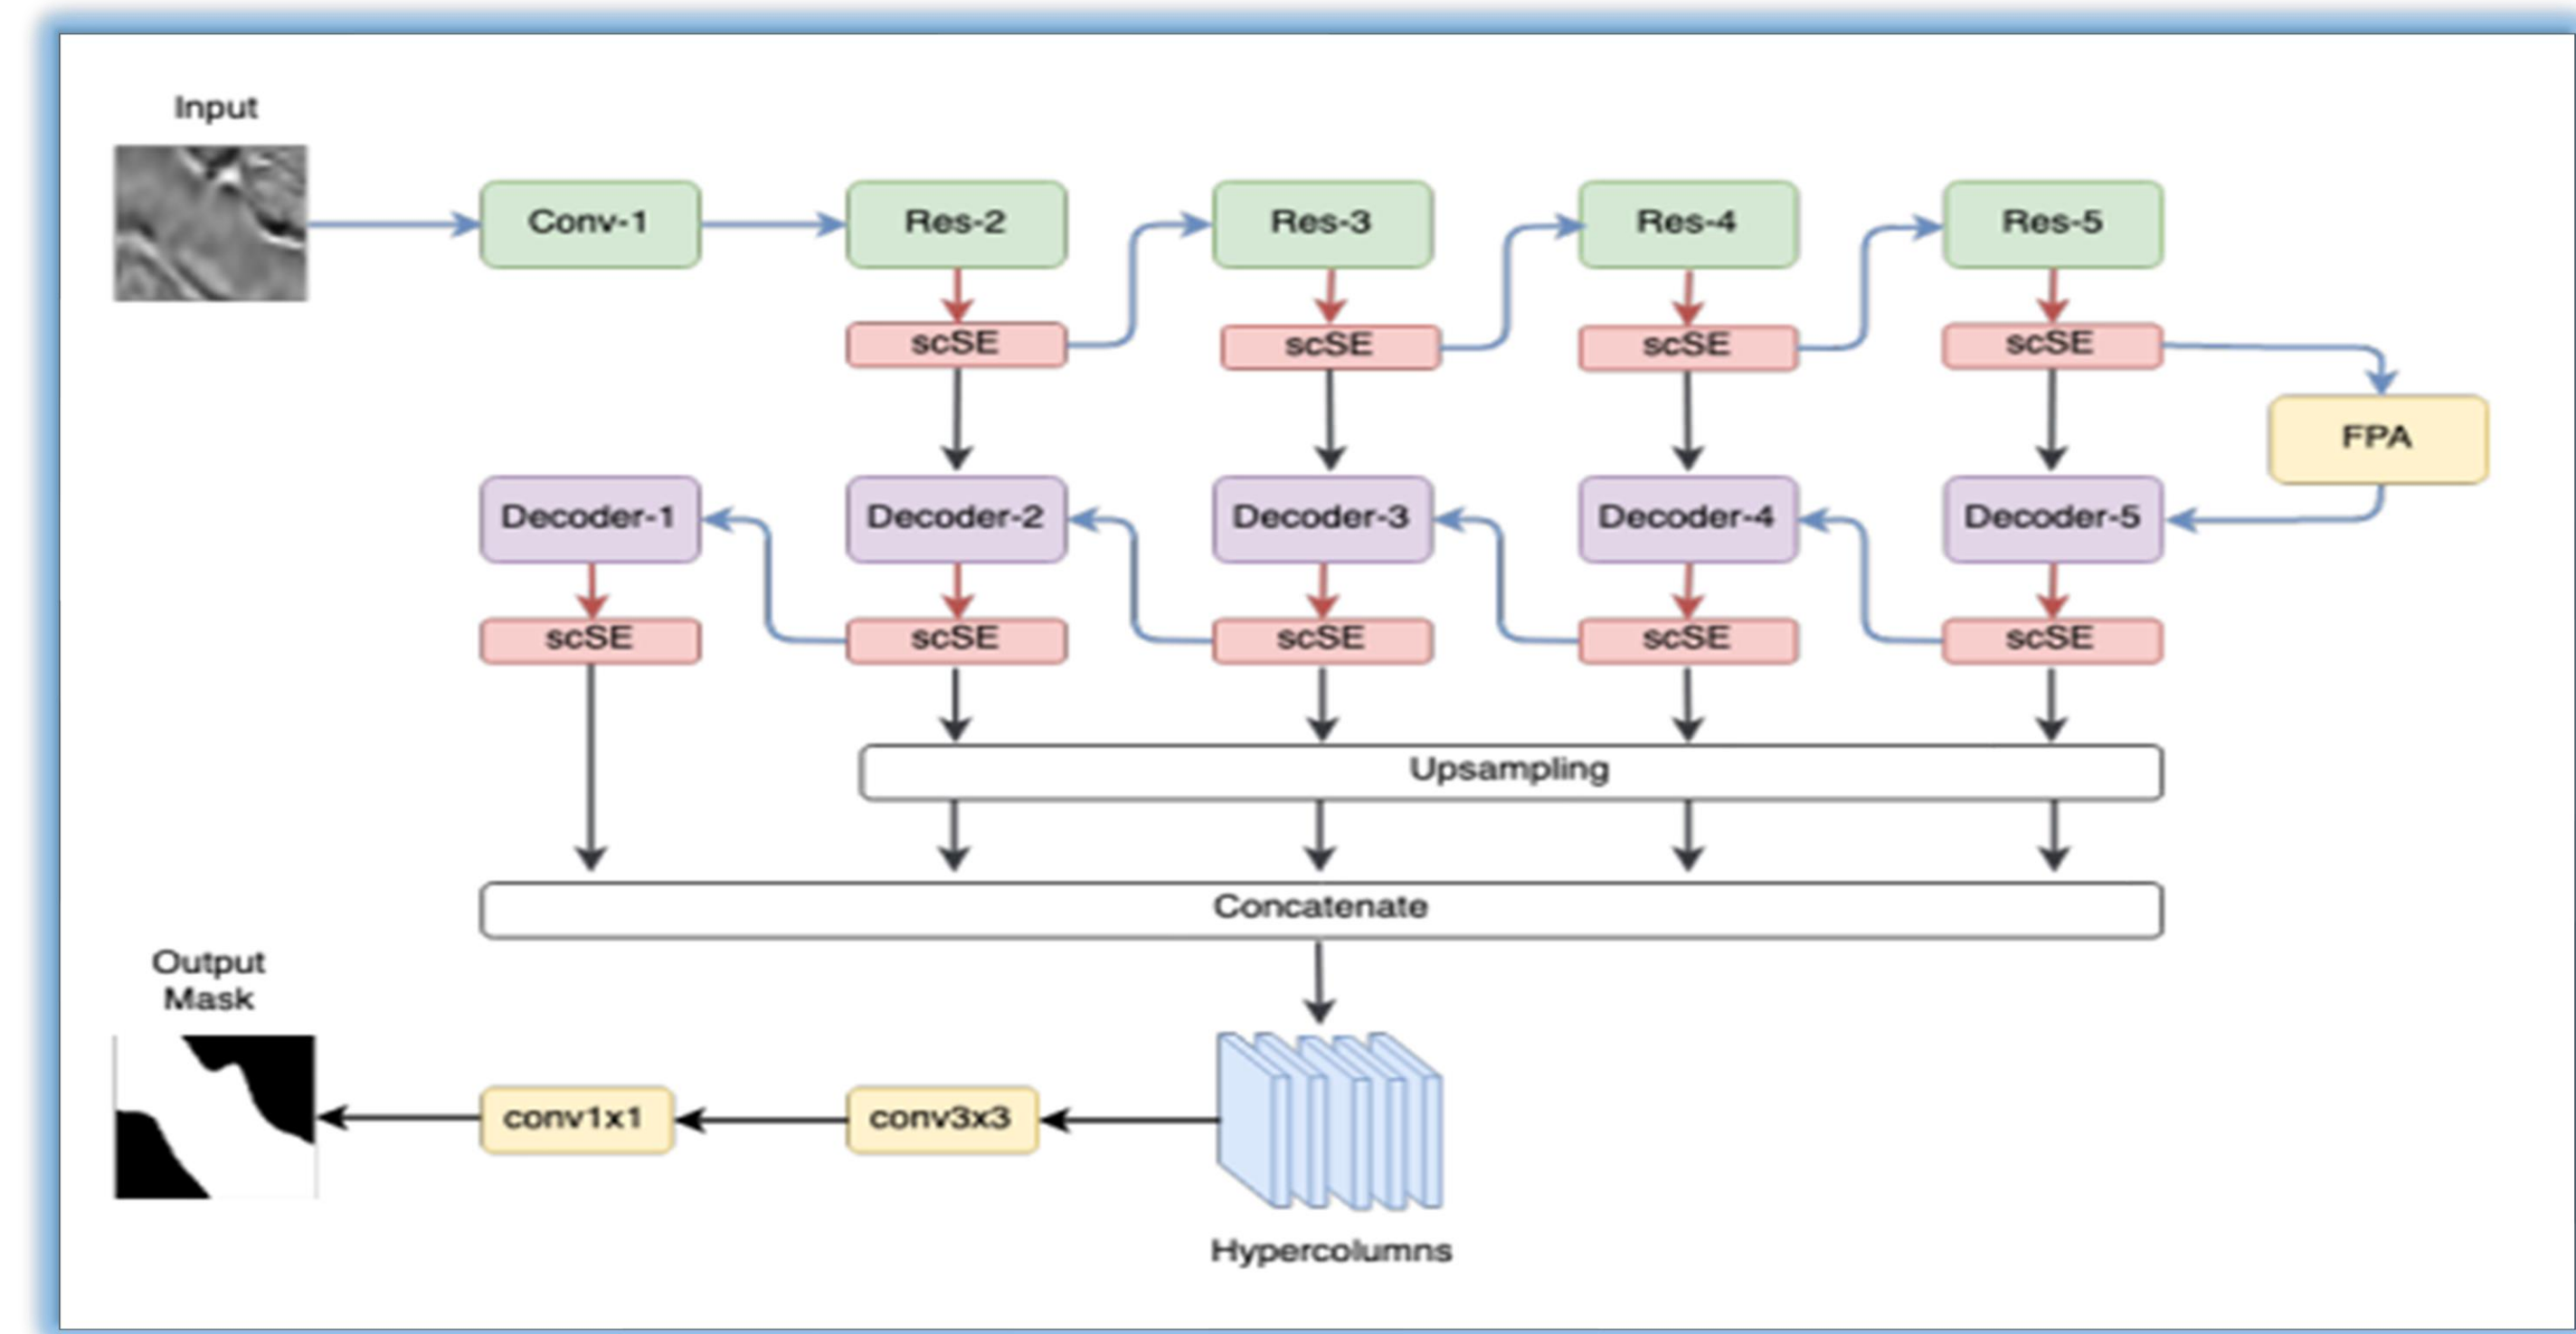 Input
Conv-1
Res-2
Res-3
Res-4
Res-5
scSE
scSE
scSE
scSE
FPA
Decoder-1
Decoder-2
Decoder-3
Decoder-4
Decoder-5
scSE
scSE
scSE
scSE
scSE
Upsampling
Concatenate
Output
Mask
conv1x1
conv3x3
Hypercolumns